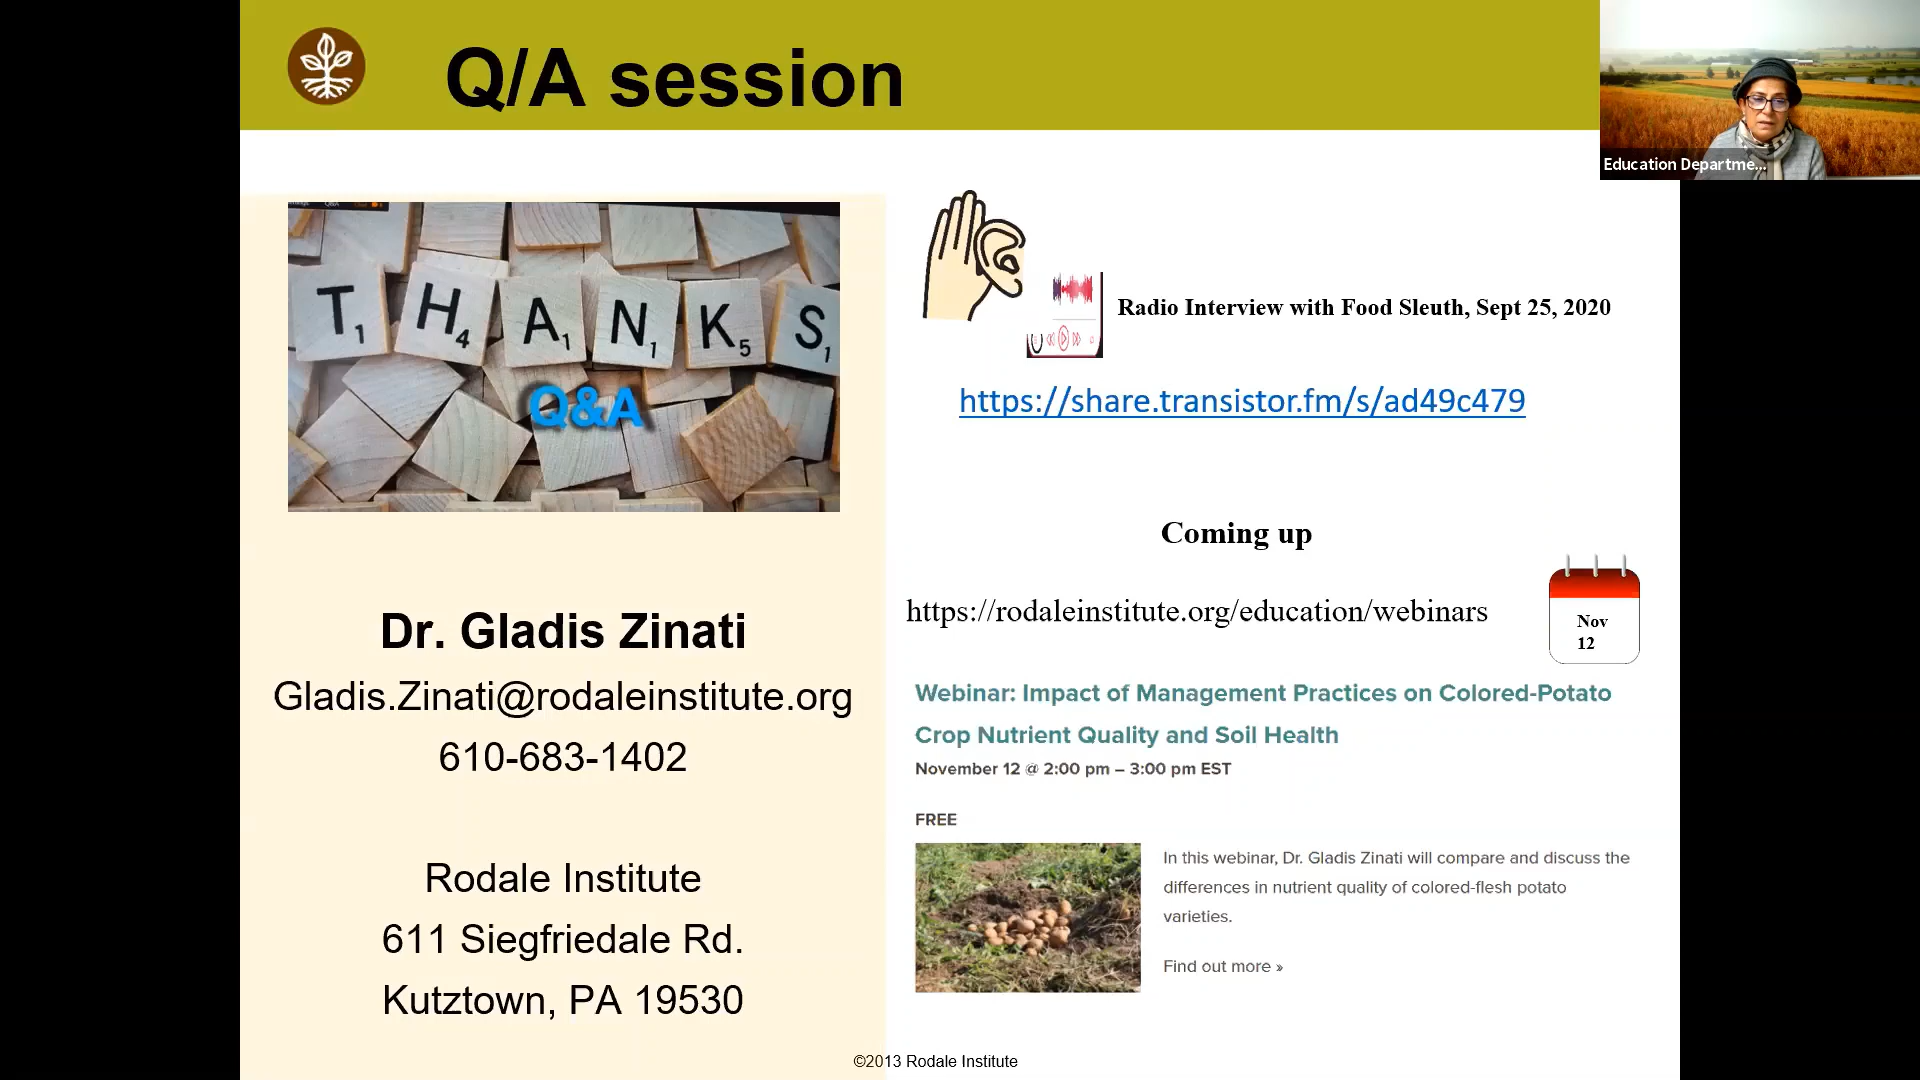 Q/A session
Education Departme...
Q&A
T1 H4 A1 N1 K5 S1
Q&A
Radio Interview with Food Sleuth, Sept 25, 2020
https://share.transistor.fm/s/ad49c479
Coming up
https://rodaleinstitute.org/education/webinars
Nov
12
Dr. Gladis Zinati
Gladis.Zinati@rodaleinstitute.org
610-683-1402
Rodale Institute
611 Siegfriedale Rd.
Kutztown, PA 19530
Webinar: Impact of Management Practices on Colored-Potato
Crop Nutrient Quality and Soil Health
November 12 @ 2:00 pm – 3:00 pm EST
FREE
In this webinar, Dr. Gladis Zinati will compare and discuss the
differences in nutrient quality of colored-flesh potato
varieties.
Find out more »
©2013 Rodale Institute